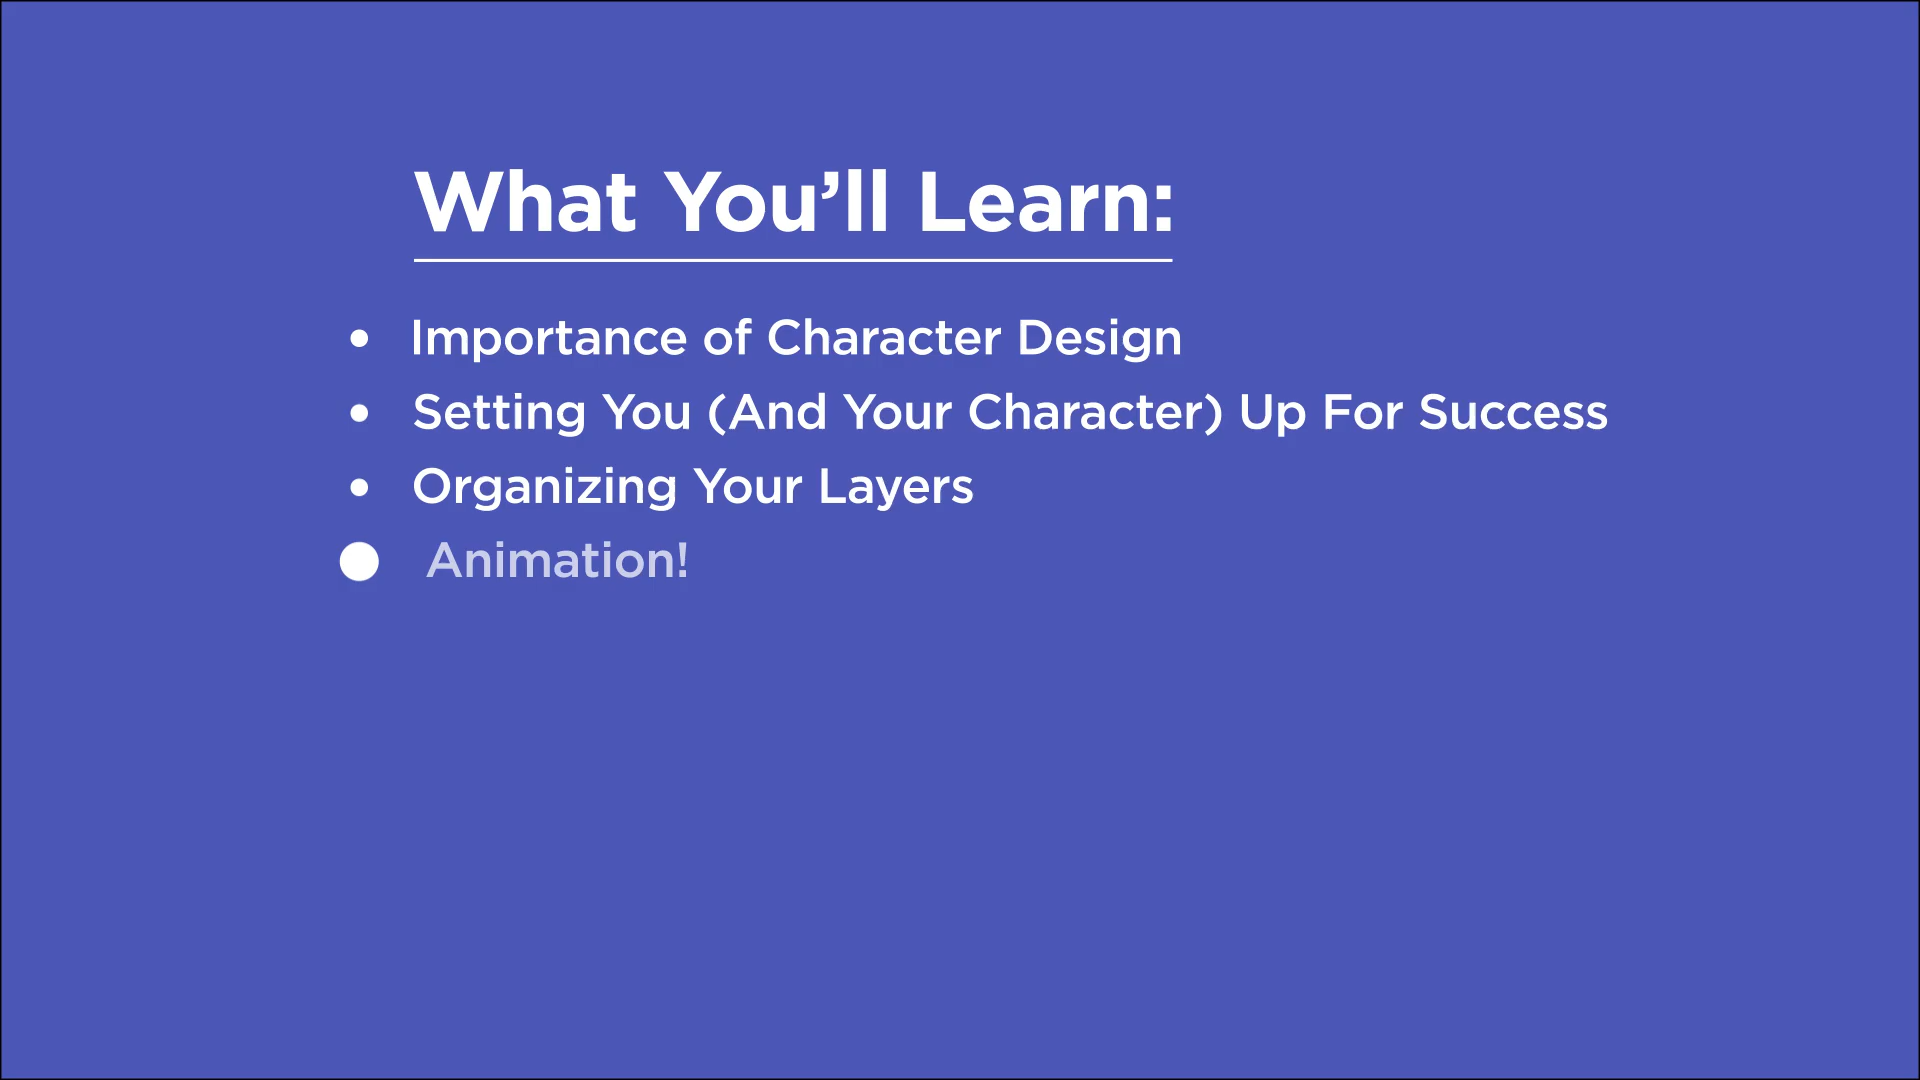 What You’ll Learn:
• Importance of Character Design
• Setting You (And Your Character) Up For Success
• Organizing Your Layers
• Animation!